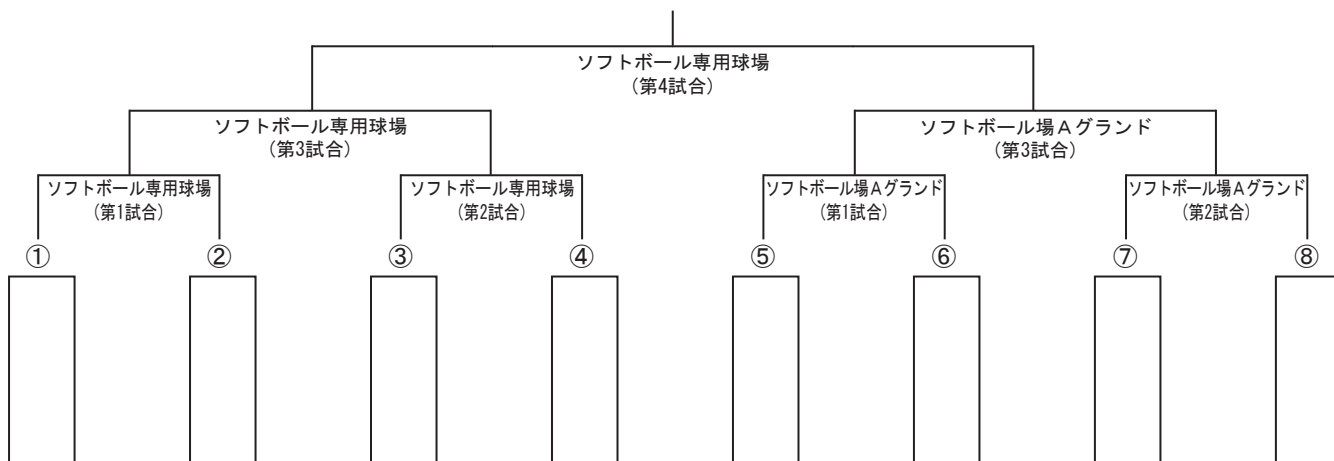 ソフトボール専用球場
(第4試合)
ソフトボール専用球場
(第3試合)
ソフトボール場Aグランド
(第3試合)
ソフトボール専用球場
(第1試合)
ソフトボール専用球場
(第2試合)
ソフトボール場Aグランド
(第1試合)
ソフトボール場Aグランド
(第2試合)
① ② ③ ④ ⑤ ⑥ ⑦ ⑧